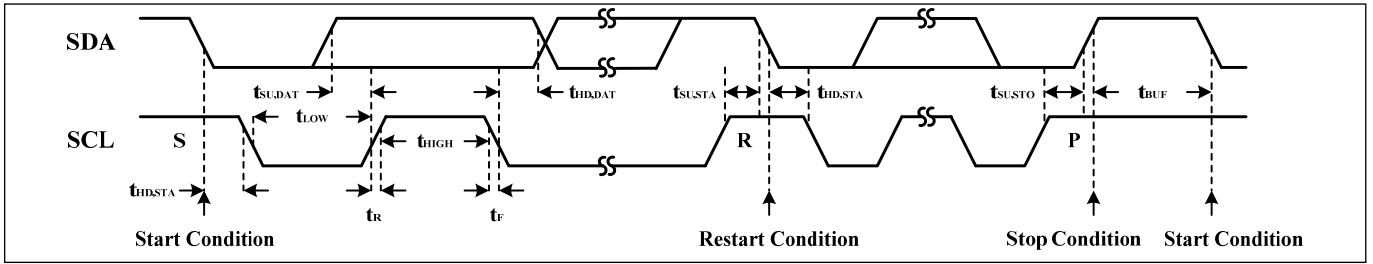 SDA
tSU,DAT
tHD,DAT
tSU,STA
tHD,STA
tSU,STO
tBUF
tLOW
SCL
S
tHIGH
R
P
tHD,STA
tR
tF
Start Condition
Restart Condition
Stop Condition
Start Condition